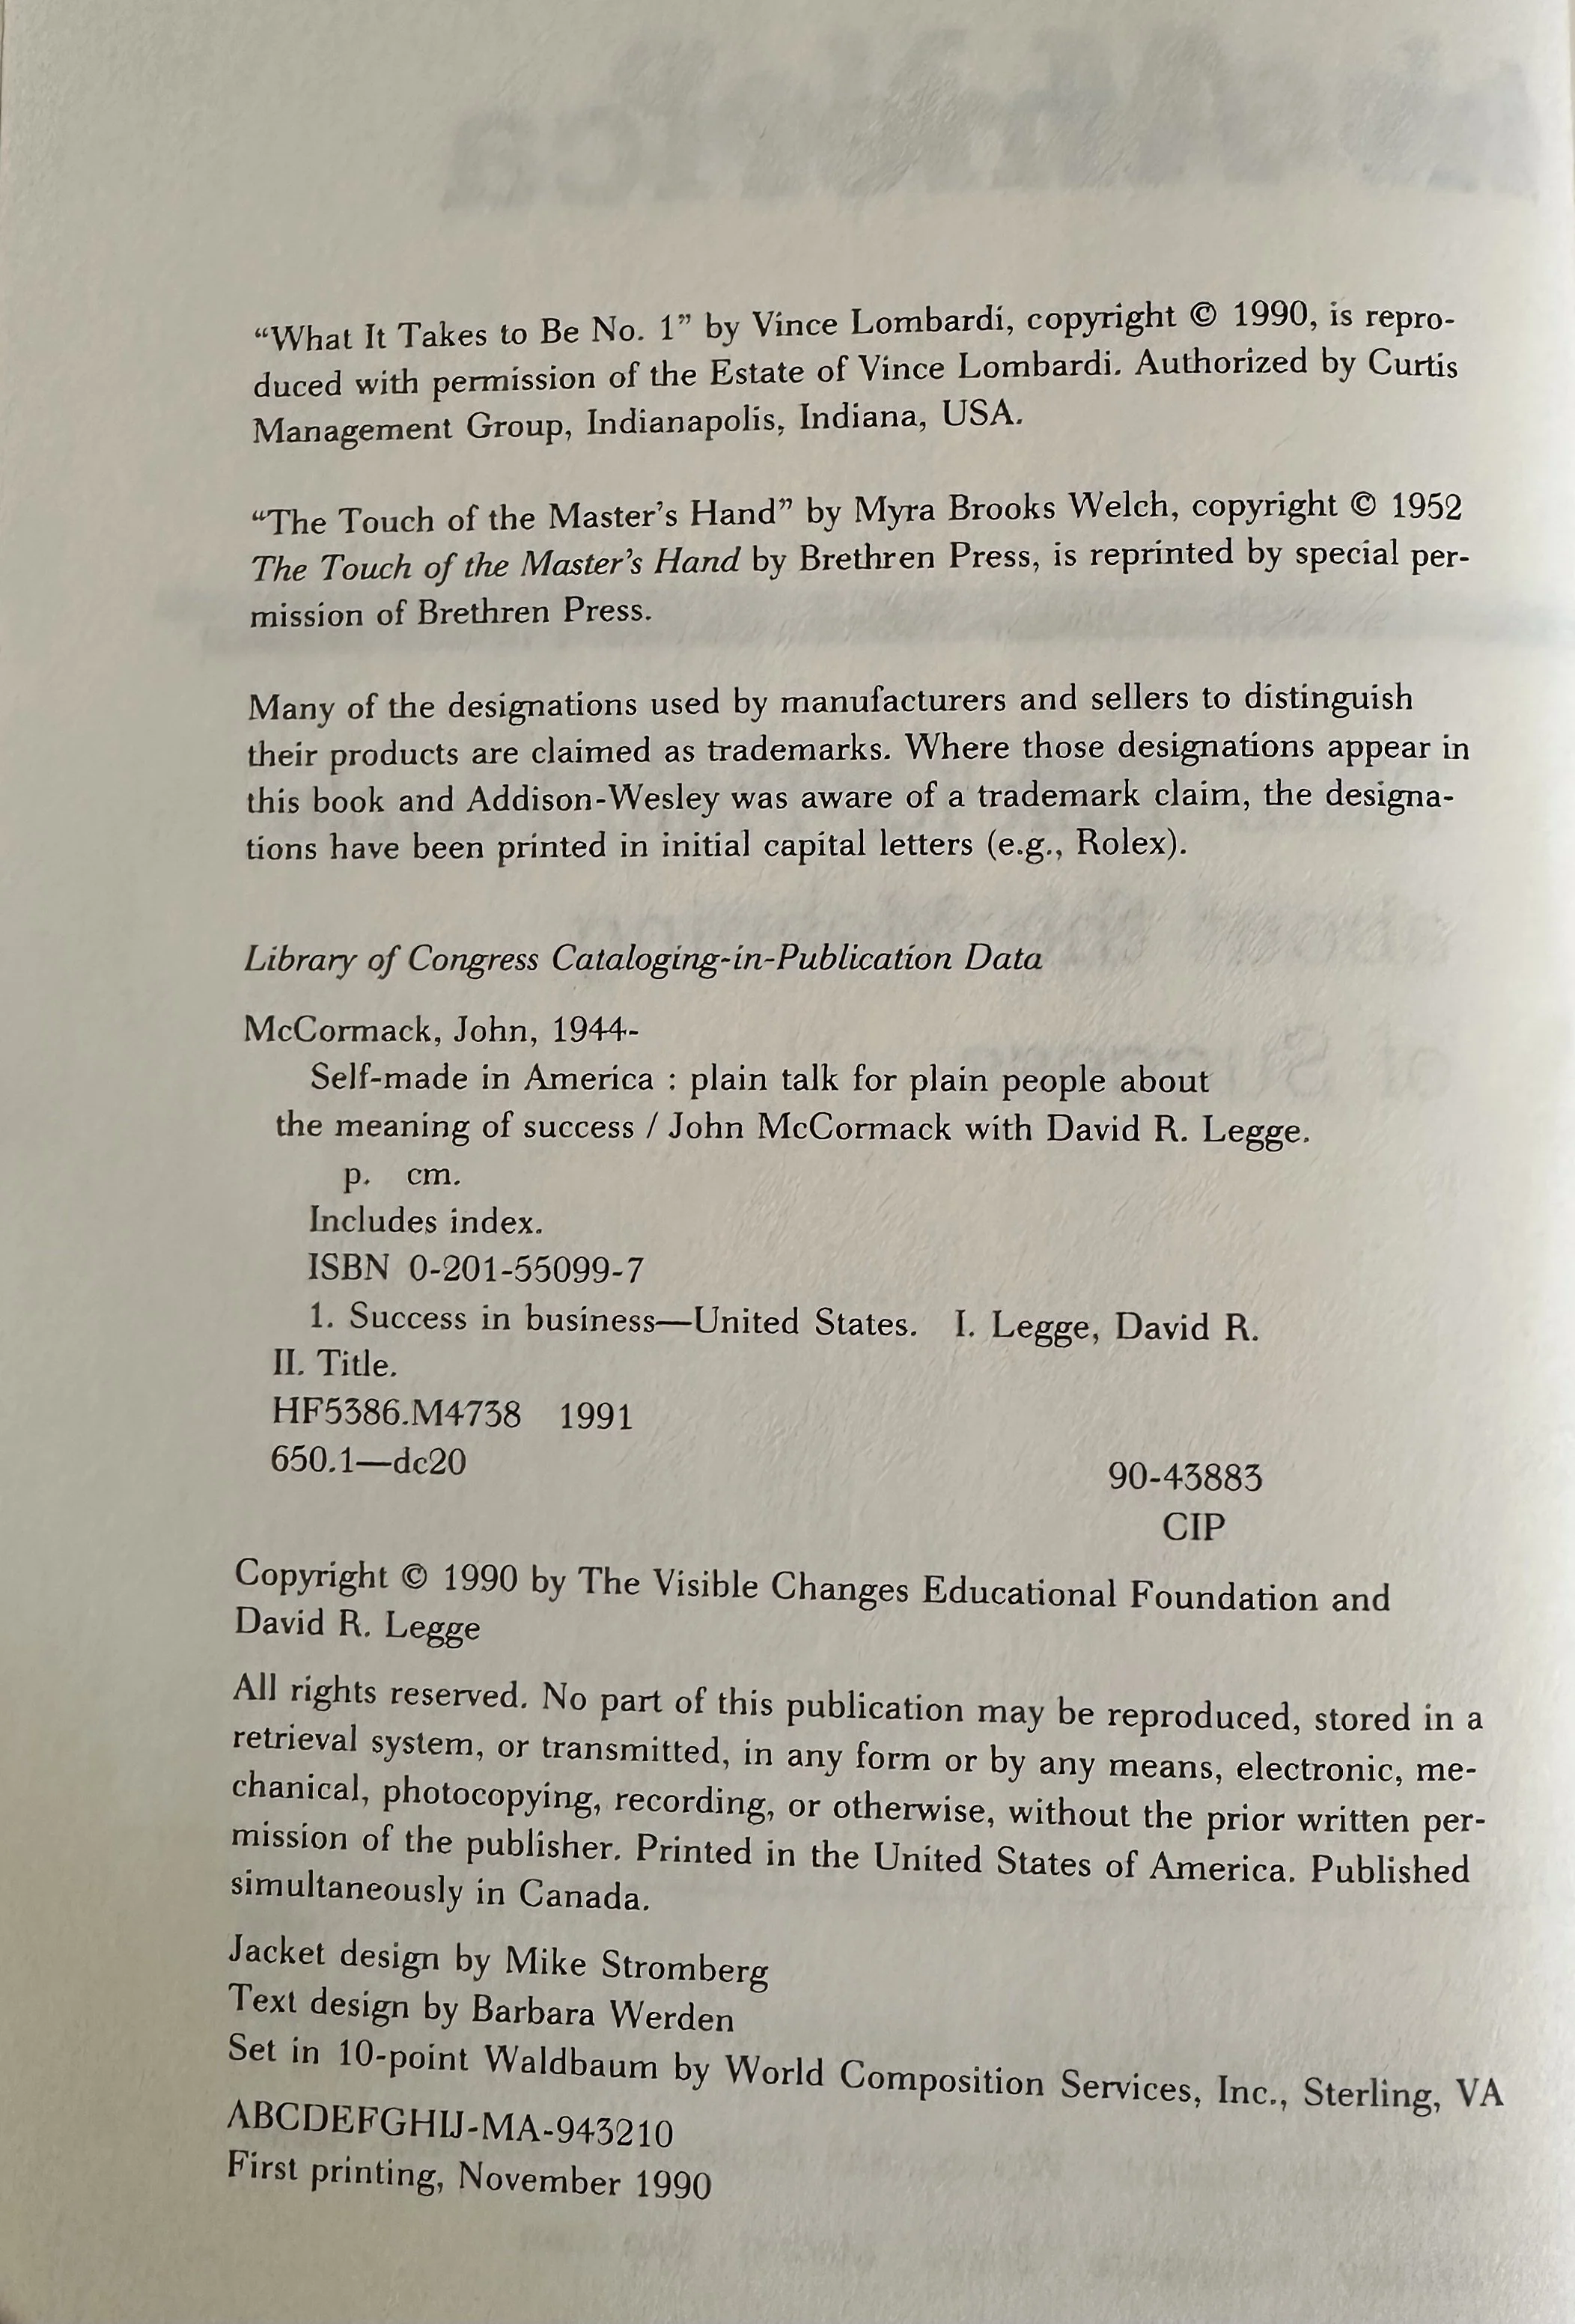 “What It Takes to Be No. 1” by Vince Lombardi, copyright © 1990, is repro-
duced with permission of the Estate of Vince Lombardi. Authorized by Curtis
Management Group, Indianapolis, Indiana, USA.
“The Touch of the Master’s Hand” by Myra Brooks Welch, copyright © 1952
The Touch of the Master’s Hand by Brethren Press, is reprinted by special per-
mission of Brethren Press.
Many of the designations used by manufacturers and sellers to distinguish
their products are claimed as trademarks. Where those designations appear in
this book and Addison-Wesley was aware of a trademark claim, the designa-
tions have been printed in initial capital letters (e.g., Rolex).
Library of Congress Cataloging-in-Publication Data
McCormack, John, 1944-
Self-made in America : plain talk for plain people about
the meaning of success / John McCormack with David R. Legge.
p. cm.
Includes index.
ISBN 0-201-55099-7
1. Success in business—United States. I. Legge, David R.
II. Title.
HF5386.M4738 1991
650.1—dc20
90-43883
CIP
Copyright © 1990 by The Visible Changes Educational Foundation and
David R. Legge
All rights reserved. No part of this publication may be reproduced, stored in a
retrieval system, or transmitted, in any form or by any means, electronic, me-
chanical, photocopying, recording, or otherwise, without the prior written per-
mission of the publisher. Printed in the United States of America. Published
simultaneously in Canada.
Jacket design by Mike Stromberg
Text design by Barbara Werden
Set in 10-point Waldbaum by World Composition Services, Inc., Sterling, VA
ABCDEFGHIJ-MA-943210
First printing, November 1990